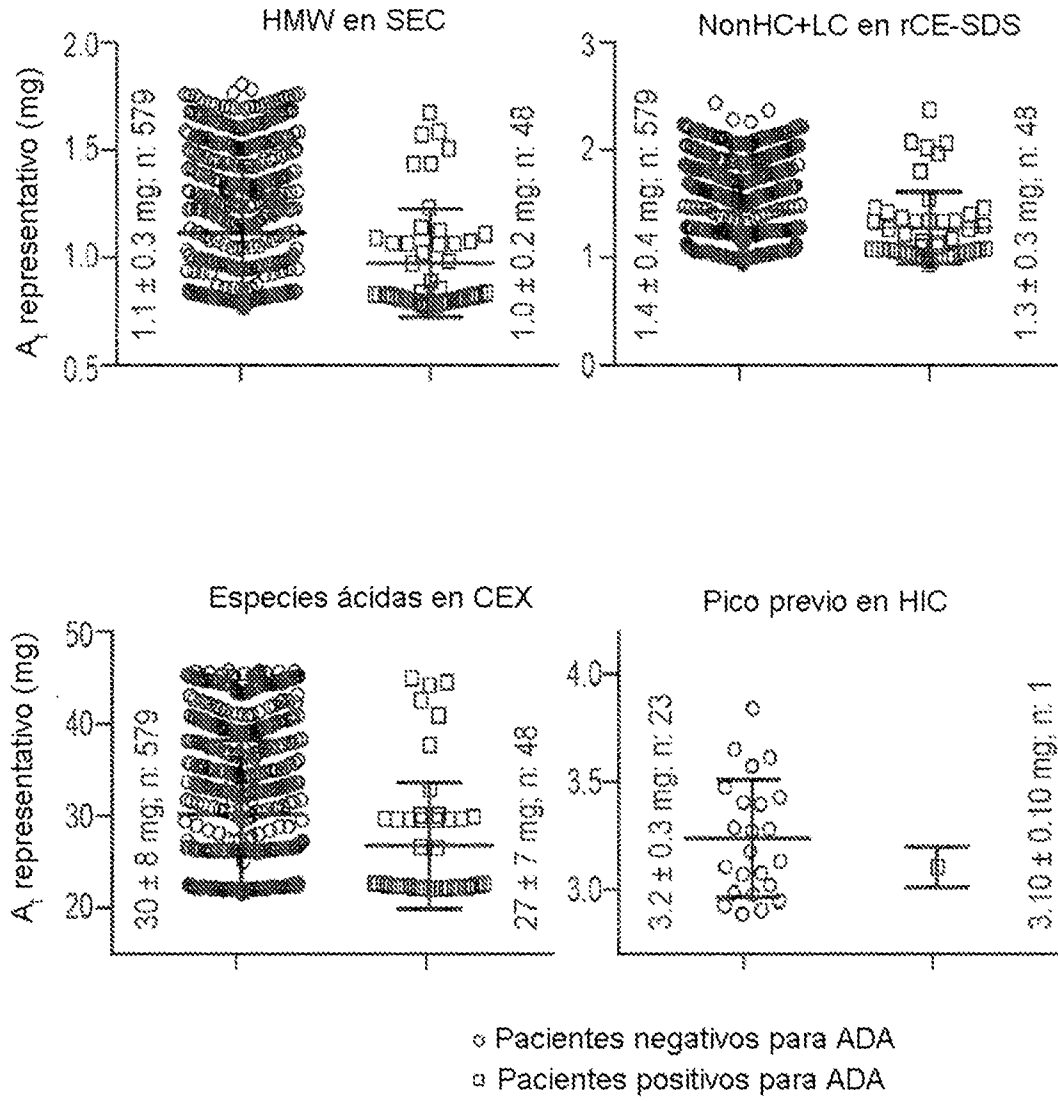 HMW en SEC
A₁ representativo (mg)
2.0
1.5
1.0
0.5
1.1 ± 0.3 mg; n: 579
1.0 ± 0.2 mg; n: 48
NonHC+LC en rCE-SDS
3
2
1
0
1.4 ± 0.4 mg; n: 579
1.3 ± 0.3 mg; n: 48
Especies ácidas en CEX
A₁ representativo (mg)
50
40
30
20
30 ± 8 mg; n: 579
27 ± 7 mg; n: 48
Pico previo en HIC
4.0
3.5
3.0
3.2 ± 0.3 mg; n: 23
3.10 ± 0.10 mg; n: 1
Pacientes negativos para ADA
Pacientes positivos para ADA